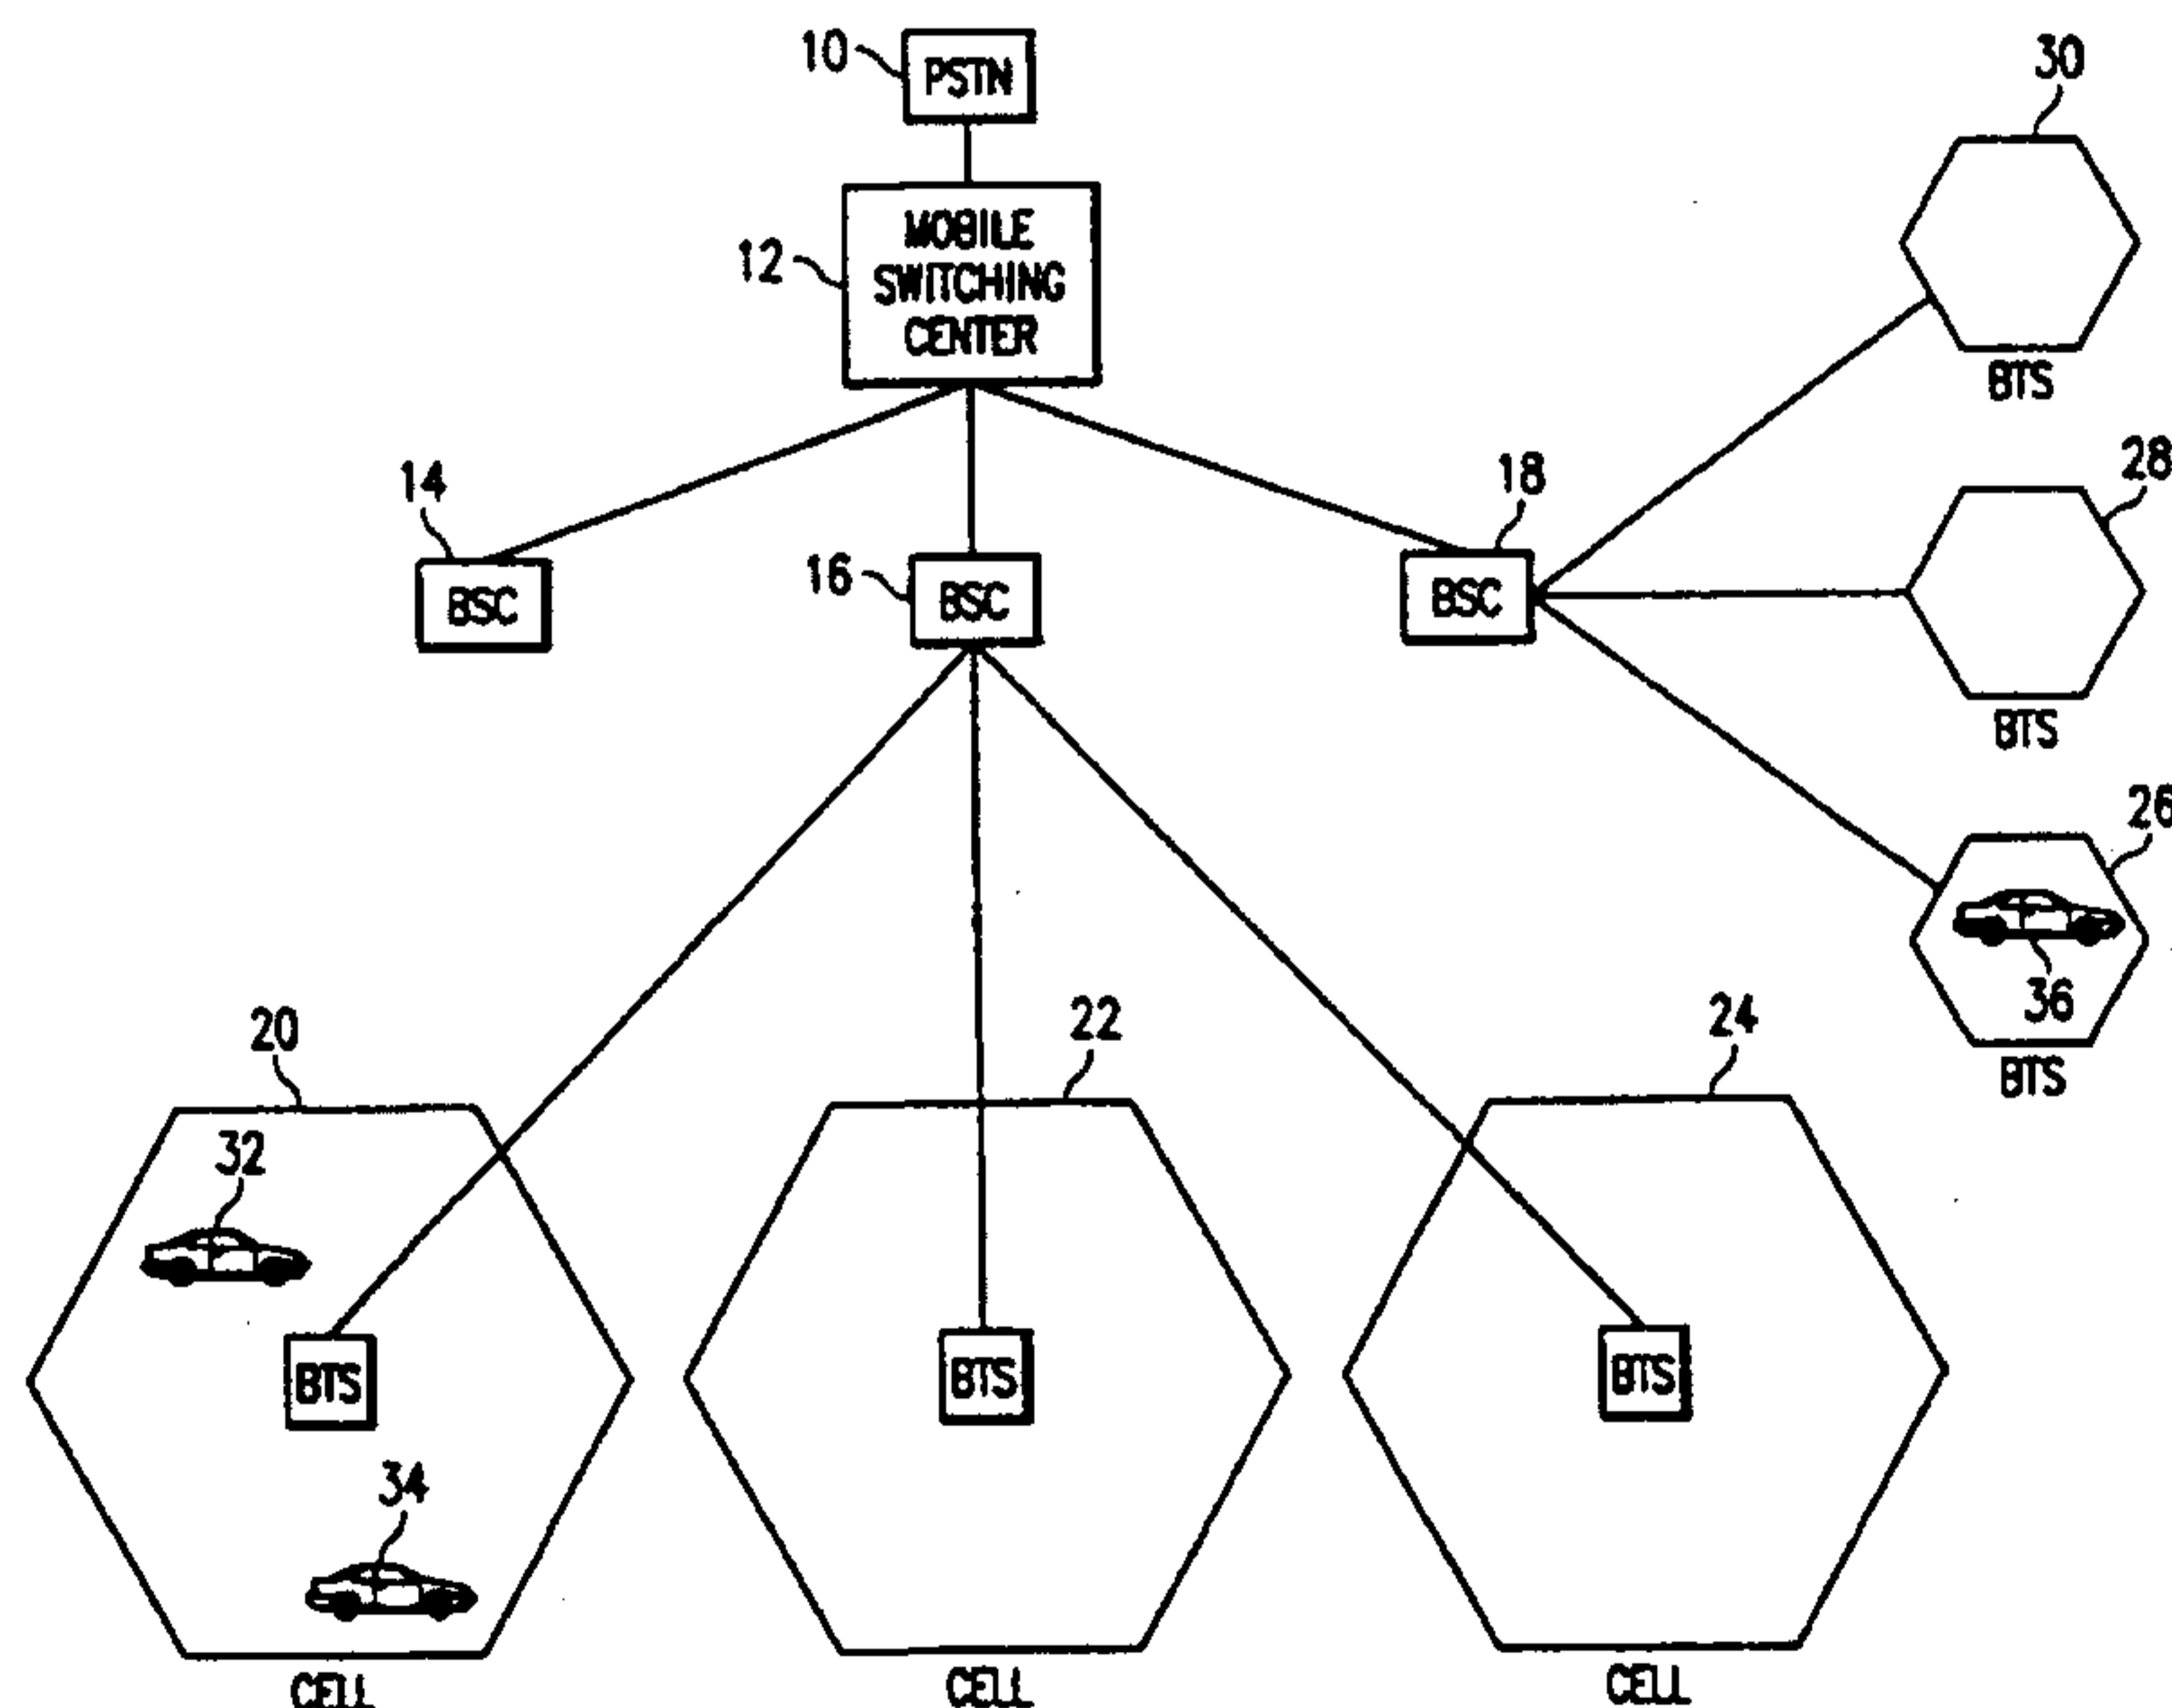 10
PSTN
30
12
MOBILE
SWITCHING
CENTER
BTS
28
14
18
16
BSC
BSC
BSC
BTS
26
36
20
22
24
BTS
32
BTS
BTS
BTS
34
CELL
CELL
CELL